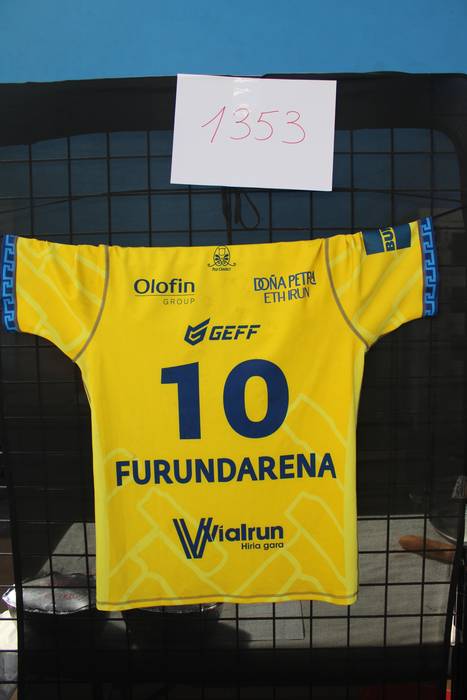 1353
Olofin
GROUP
DOÑA PETRI
ETH IRUN
GEFF
10
FURUNDARENA
Vialrun
Hiria gara